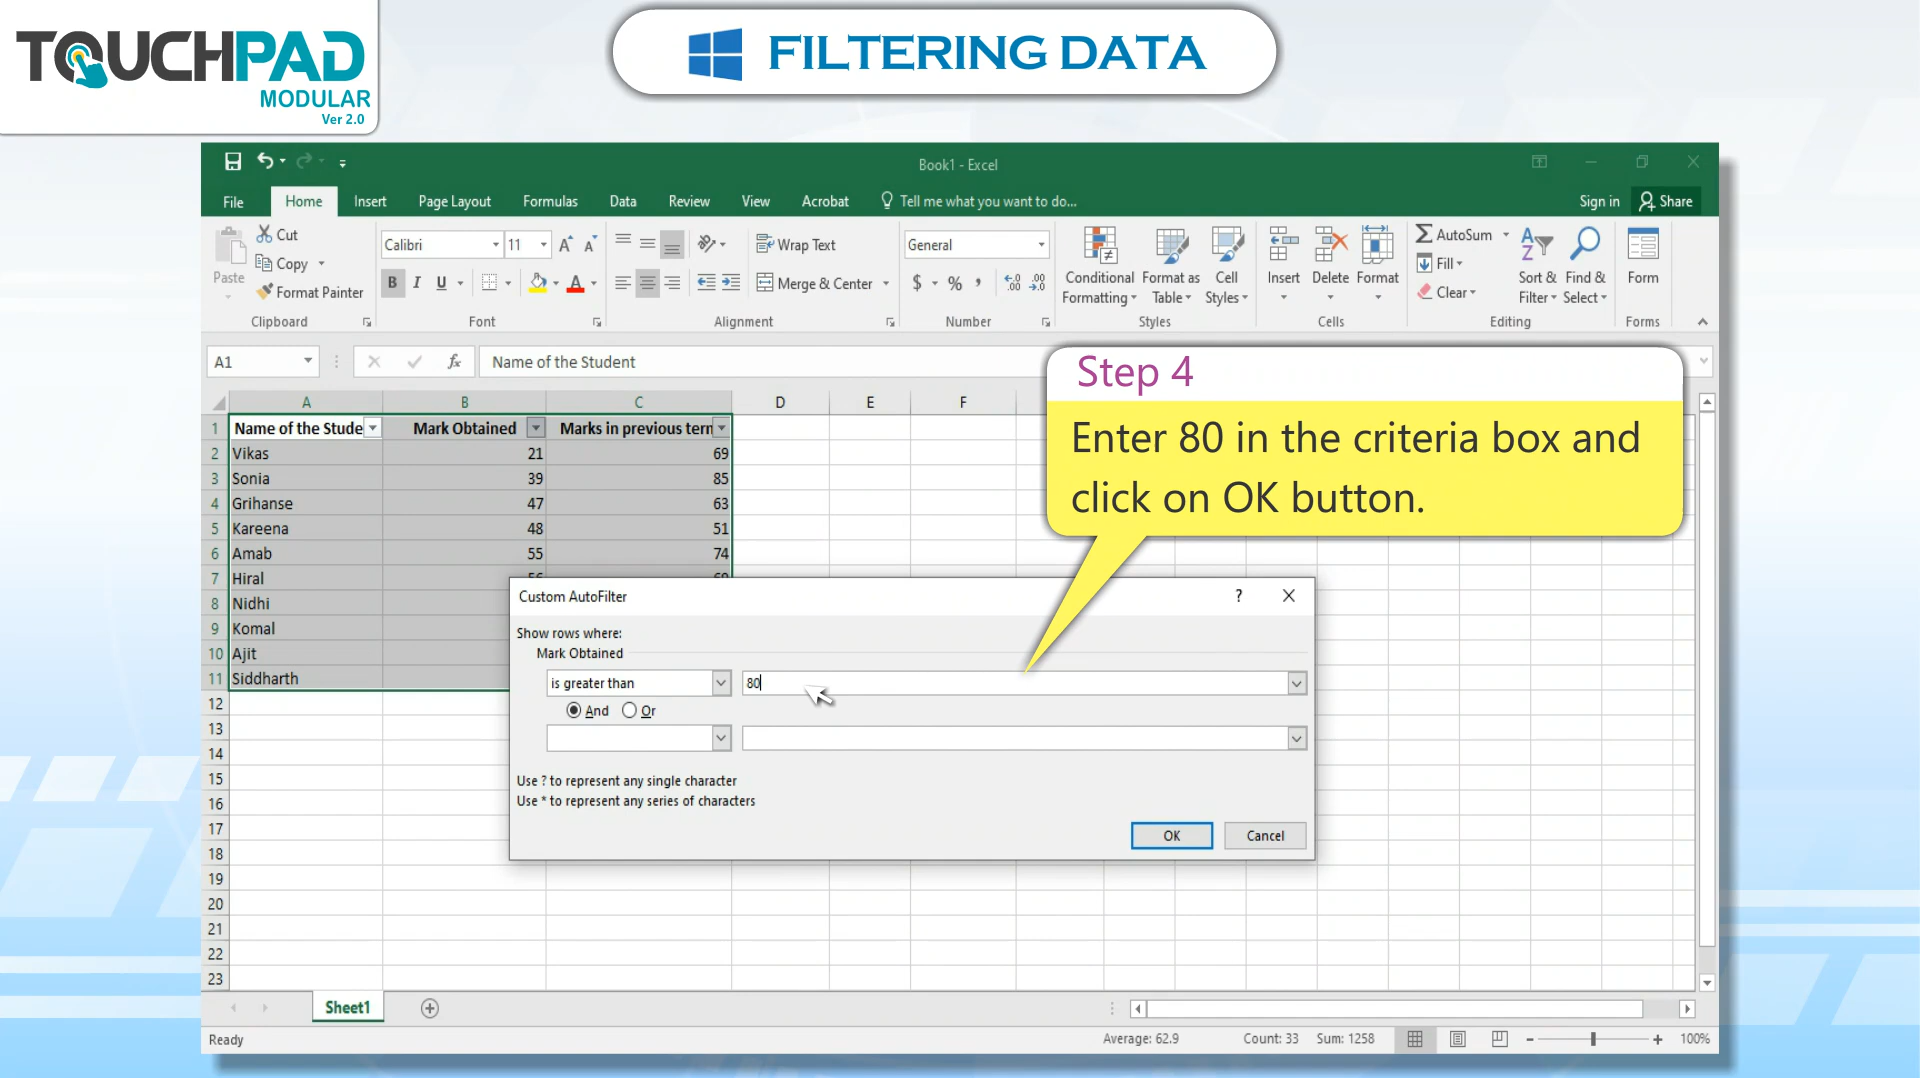 TOUCHPAD
MODULAR
Ver 2.0
FILTERING DATA
Book1 - Excel
File Home Insert Page Layout Formulas Data Review View Acrobat Tell me what you want to do... Sign in Share
Paste
Cut
Copy
Format Painter
Clipboard
Calibri 11
B I U
Font
Wrap Text
Merge & Center
Alignment
General
$ % ,
Number
Conditional Formatting
Format as Table
Cell Styles
Styles
Insert Delete Format
Cells
AutoSum
Fill
Clear
Sort & Filter
Find & Select
Editing
Form
Forms
A1 fx Name of the Student
Step 4
Enter 80 in the criteria box and
click on OK button.
A B C D E F
1 Name of the Stude Mark Obtained Marks in previous tern
2 Vikas 21 69
3 Sonia 39 85
4 Grihanse 47 63
5 Kareena 48 51
6 Amab 55 74
7 Hiral
8 Nidhi
9 Komal
10 Ajit
11 Siddharth
12
13
14
15
16
17
18
19
20
21
22
23
Custom AutoFilter ?
Show rows where:
Mark Obtained
is greater than 80
And Or
Use ? to represent any single character
Use * to represent any series of characters
OK Cancel
Sheet1
Ready Average: 62.9 Count: 33 Sum: 1258 - + 100%